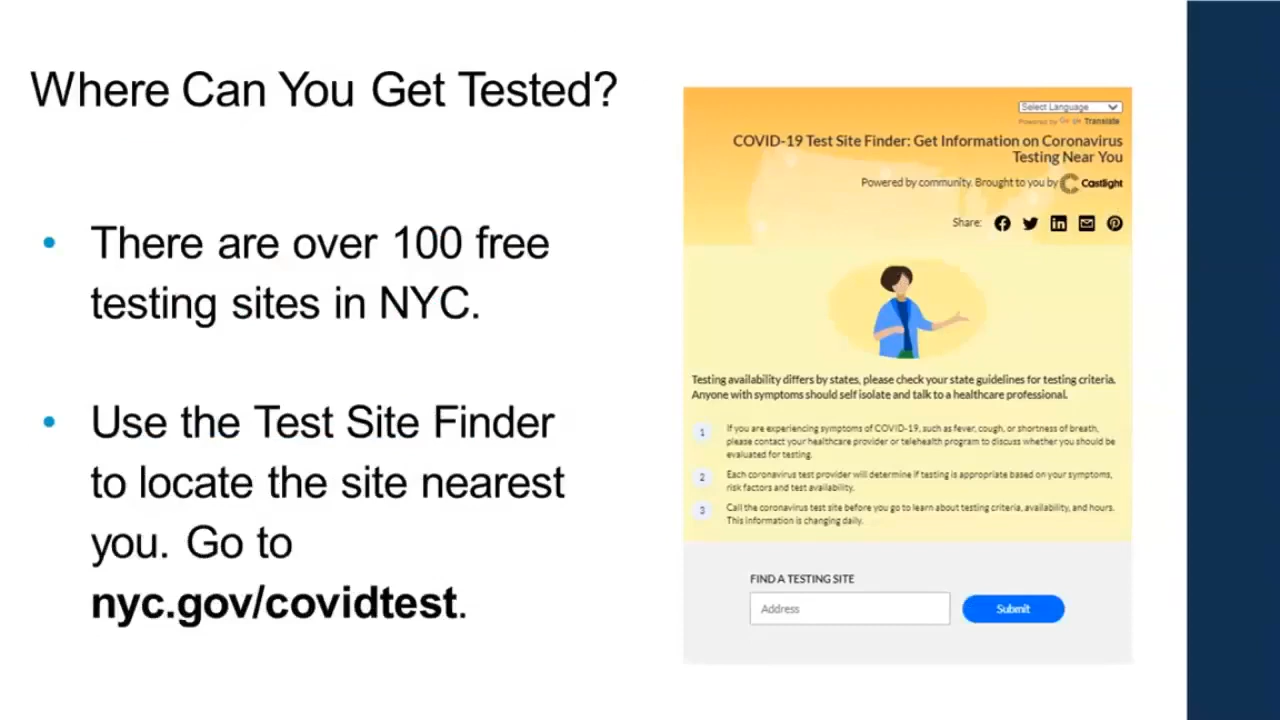 Where Can You Get Tested?
• There are over 100 free
testing sites in NYC.
• Use the Test Site Finder
to locate the site nearest
you. Go to
nyc.gov/covidtest.
Select Language
Powered by Google Translate
COVID-19 Test Site Finder: Get Information on Coronavirus
Testing Near You
Powered by community. Brought to you by Castlight
Share:
Testing availability differs by states, please check your state guidelines for testing criteria.
Anyone with symptoms should self isolate and talk to a healthcare professional.
1 If you are experiencing symptoms of COVID-19, such as fever, cough, or shortness of breath,
please contact your healthcare provider or telehealth program to discuss whether you should be
evaluated for testing.
2 Each coronavirus test provider will determine if testing is appropriate based on your symptoms,
risk factors and test availability.
3 Call the coronavirus test site before you go to learn about testing criteria, availability, and hours.
This information is changing daily.
FIND A TESTING SITE
Address
Submit